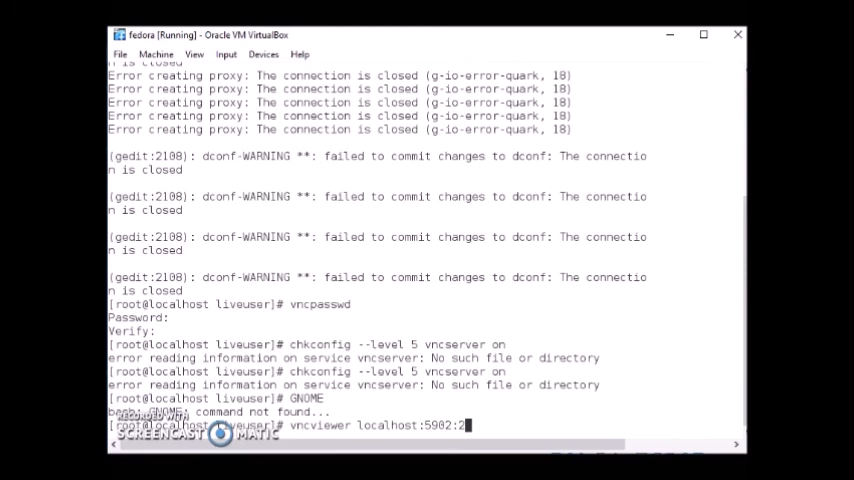 fedora [Running] - Oracle VM VirtualBox
File Machine View Input Devices Help
n is closed
Error creating proxy: The connection is closed (g-io-error-quark, 18)
Error creating proxy: The connection is closed (g-io-error-quark, 18)
Error creating proxy: The connection is closed (g-io-error-quark, 18)
Error creating proxy: The connection is closed (g-io-error-quark, 18)
Error creating proxy: The connection is closed (g-io-error-quark, 18)
(gedit:2108): dconf-WARNING **: failed to commit changes to dconf: The connectio
n is closed
(gedit:2108): dconf-WARNING **: failed to commit changes to dconf: The connectio
n is closed
(gedit:2108): dconf-WARNING **: failed to commit changes to dconf: The connectio
n is closed
(gedit:2108): dconf-WARNING **: failed to commit changes to dconf: The connectio
n is closed
[root@localhost liveuser]# vncpasswd
Password:
Verify:
[root@localhost liveuser]# chkconfig --level 5 vncserver on
error reading information on service vncserver: No such file or directory
[root@localhost liveuser]# chkconfig --level 5 vncserver on
error reading information on service vncserver: No such file or directory
[root@localhost liveuser]# GNOME
bash: GNOME: command not found...
[root@localhost liveuser]# vncviewer localhost:5902:2
RECORDED WITH
SCREENCAST MATIC